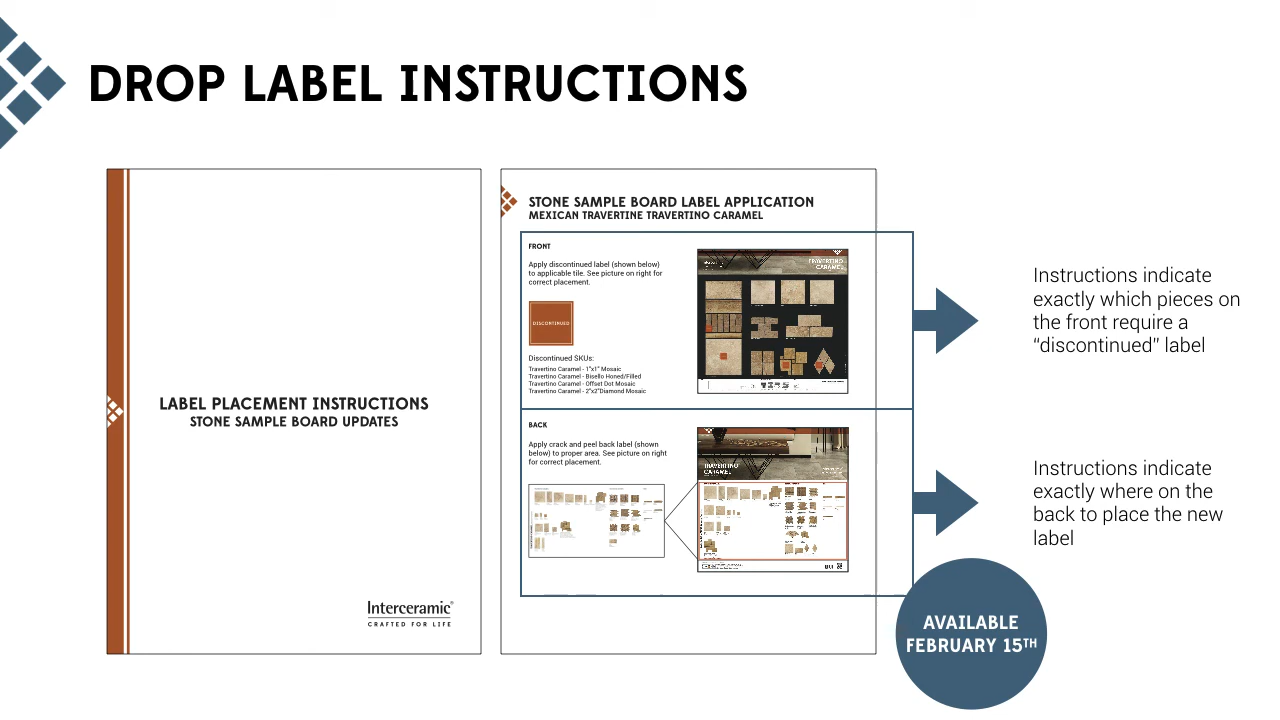 DROP LABEL INSTRUCTIONS
LABEL PLACEMENT INSTRUCTIONS
STONE SAMPLE BOARD UPDATES
Interceramic®
CRAFTED FOR LIFE
STONE SAMPLE BOARD LABEL APPLICATION
MEXICAN TRAVERTINE TRAVERTINO CARAMEL
FRONT
Apply discontinued label (shown below)
to applicable tile. See picture on right for
correct placement.
DISCONTINUED
Discontinued SKUs:
Travertino Caramel - 1"x1" Mosaic
Travertino Caramel - Bisello Honed/Filled
Travertino Caramel - Offset Dot Mosaic
Travertino Caramel - 2"x2"Diamond Mosaic
TRAVERTINO
CARAMEL
BACK
Apply crack and peel back label (shown
below) to proper area. See picture on right
for correct placement.
TRAVERTINO
CARAMEL
Instructions indicate
exactly which pieces on
the front require a
“discontinued” label
Instructions indicate
exactly where on the
back to place the new
label
AVAILABLE
FEBRUARY 15TH